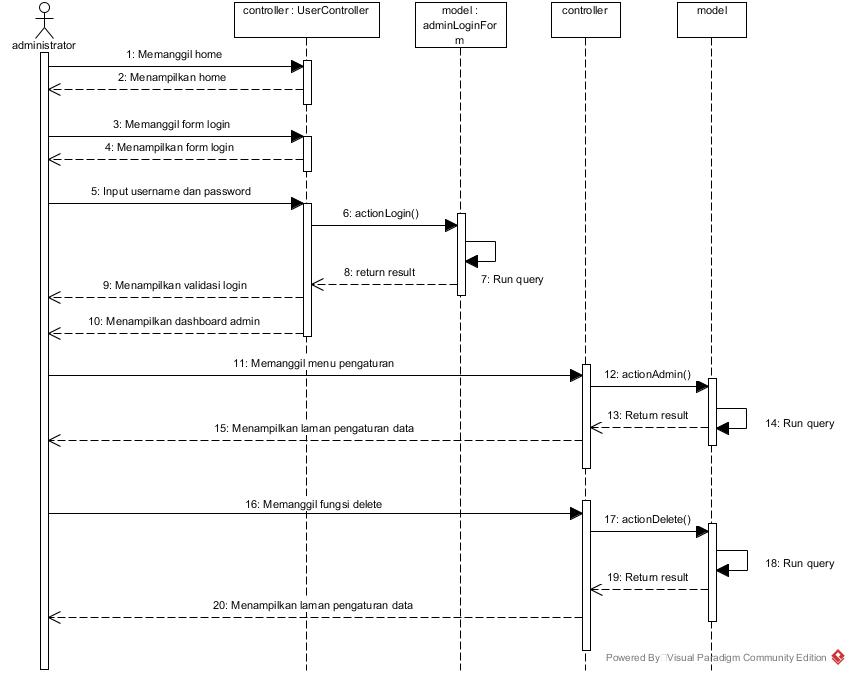 controller : UserController
model :
adminLoginFor
m
controller
model
administrator
1: Memanggil home
2: Menampilkan home
3: Memanggil form login
4: Menampilkan form login
5: Input username dan password
6: actionLogin()
7: Run query
8: return result
9: Menampilkan validasi login
10: Menampilkan dashboard admin
11: Memanggil menu pengaturan
12: actionAdmin()
13: Return result
14: Run query
15: Menampilkan laman pengaturan data
16: Memanggil fungsi delete
17: actionDelete()
18: Run query
19: Return result
20: Menampilkan laman pengaturan data
Powered By Visual Paradigm Community Edition